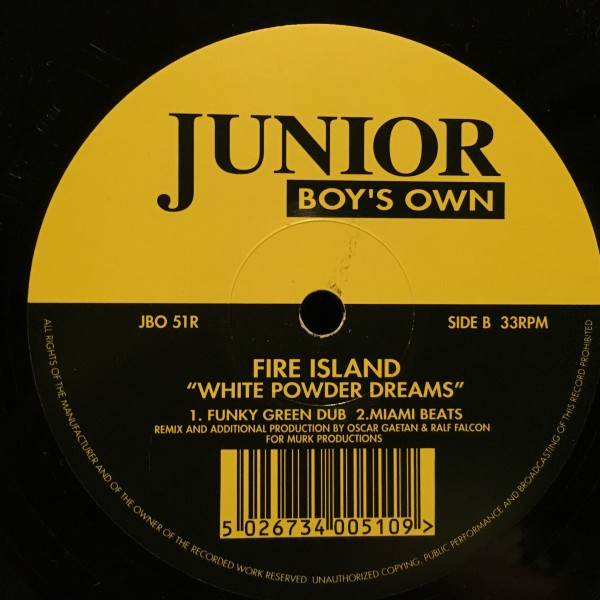 JUNIOR
BOY'S OWN
JBO 51R
SIDE B 33RPM
FIRE ISLAND
“WHITE POWDER DREAMS”
1. FUNKY GREEN DUB 2.MIAMI BEATS
REMIX AND ADDITIONAL PRODUCTION BY OSCAR GAETAN & RALF FALCON
FOR MURK PRODUCTIONS
5 026734 005109 >
ALL RIGHTS OF THE MANUFACTURER AND OF THE OWNER OF THE RECORDED WORK RESERVED UNAUTHORIZED COPYING, PUBLIC PERFORMANCE AND BROADCASTING OF THIS RECORD PROHIBITED